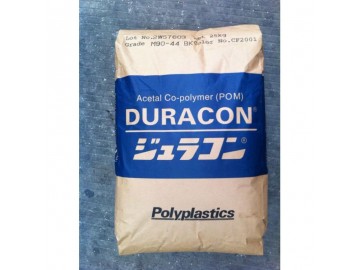 Grade M90-44
Acetal Co-polymer (POM)
DURACON®
ジュラコン®
Polyplastics